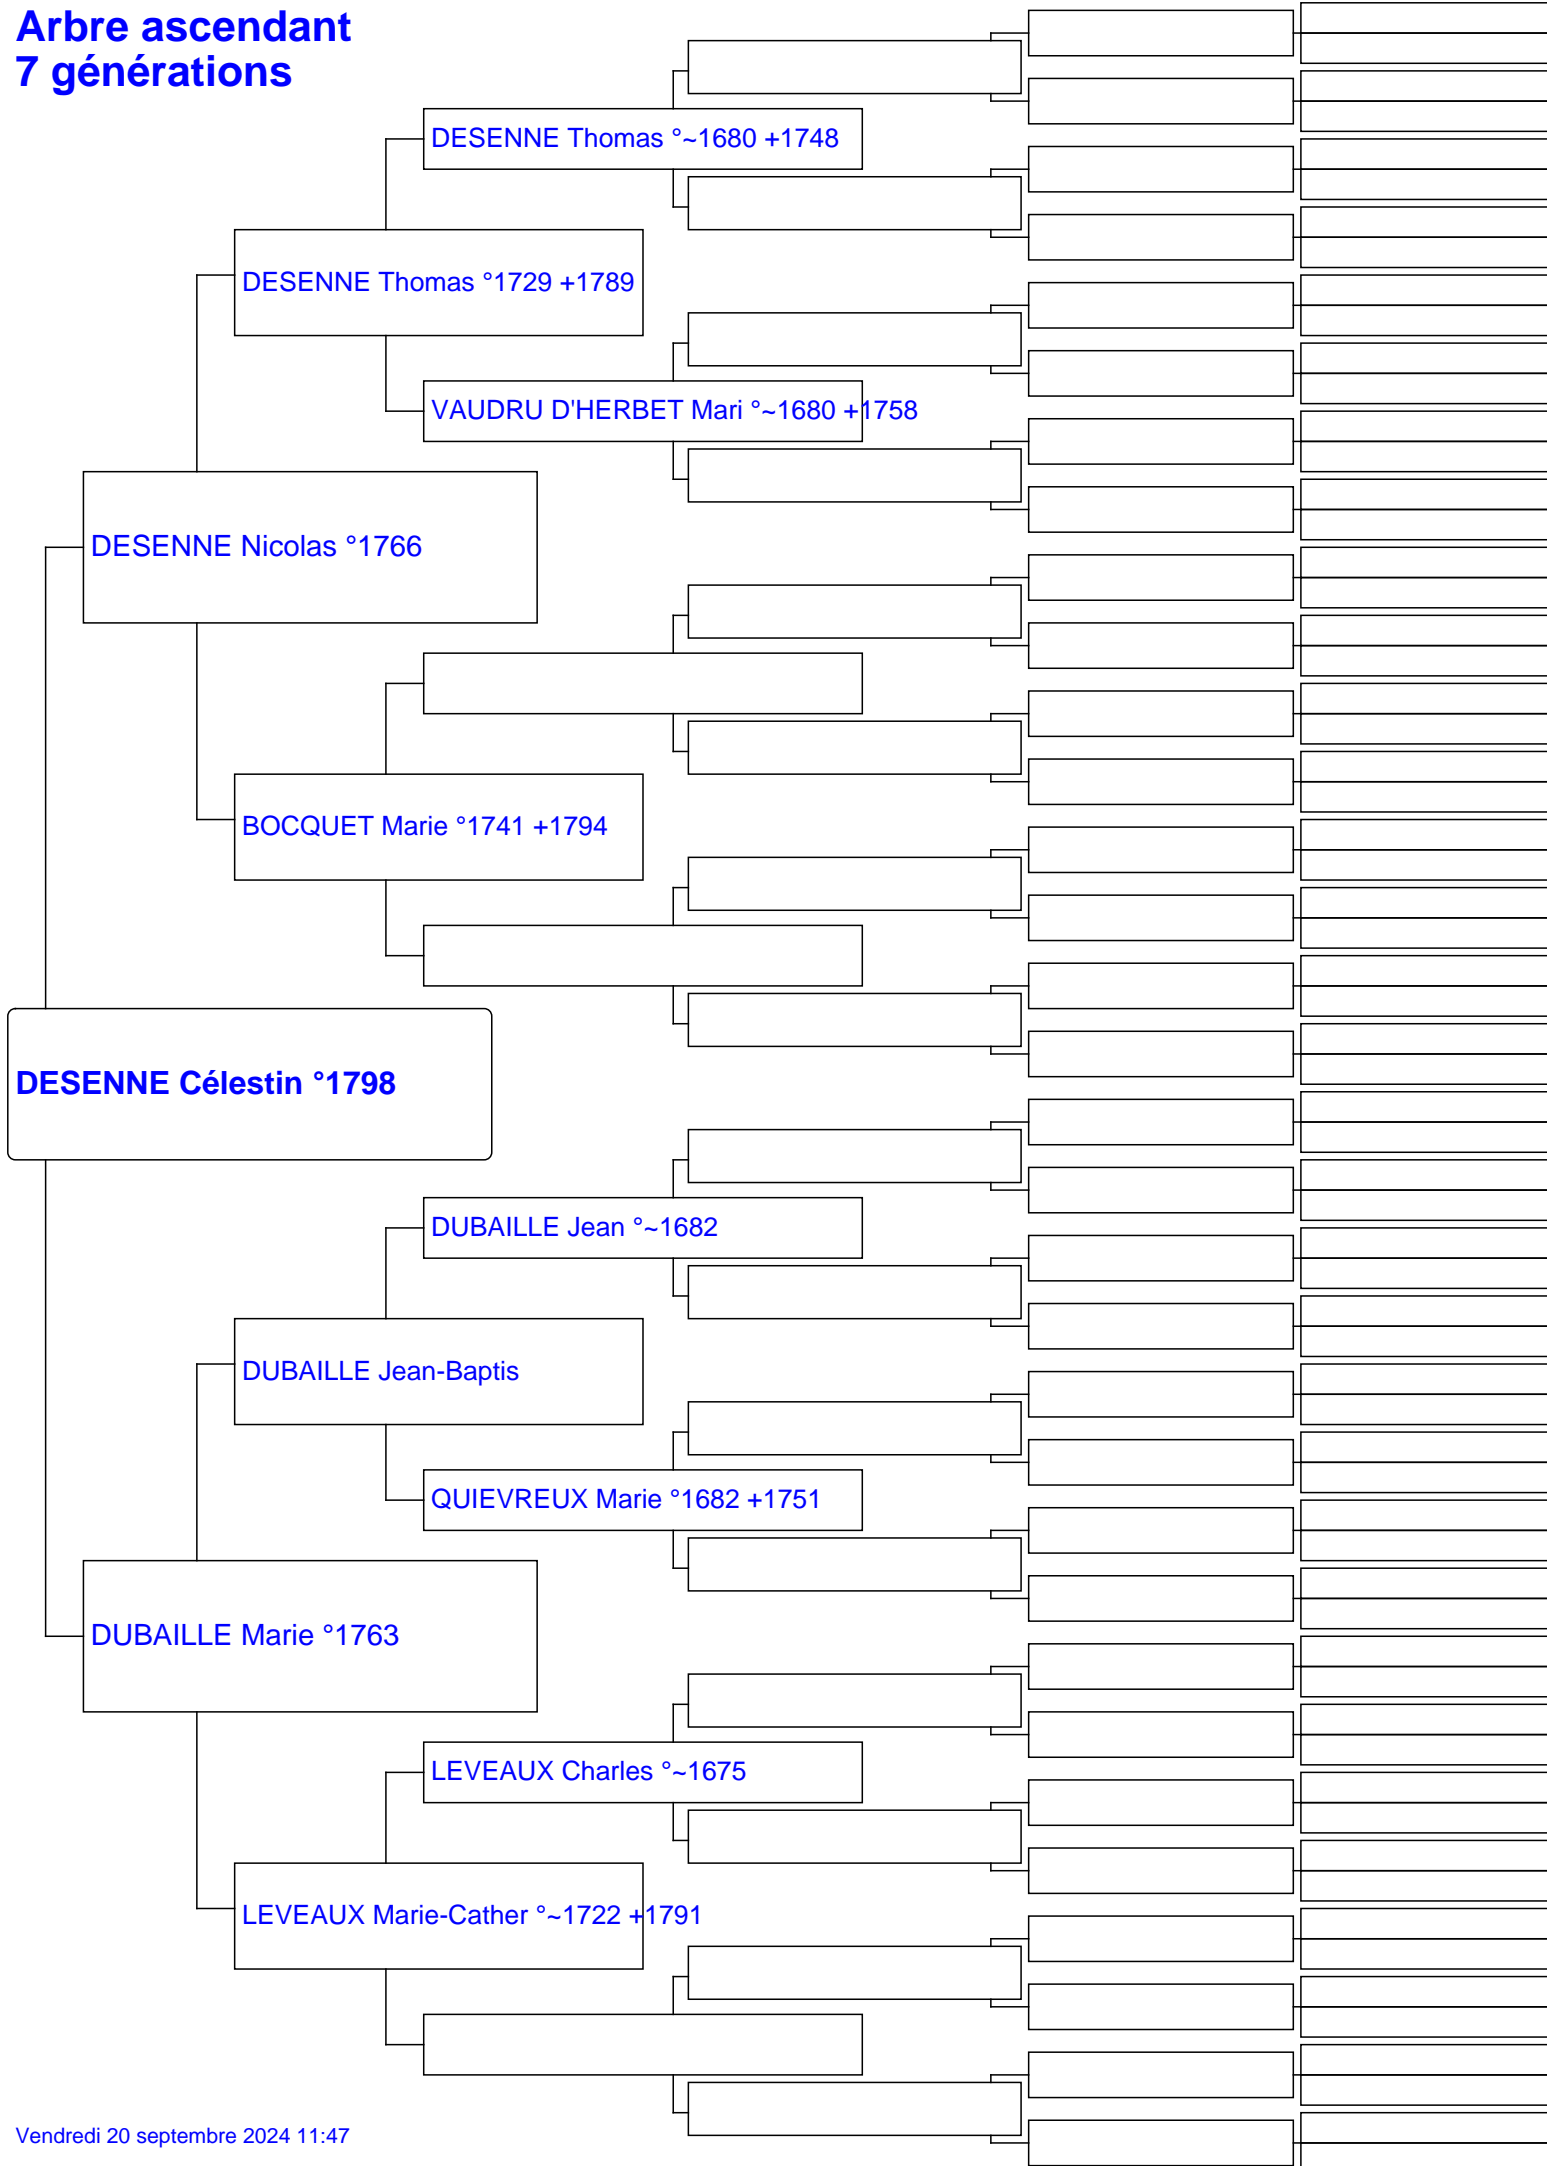 Arbre ascendant
7 générations
DESENNE Thomas °~1680 +1748
DESENNE Thomas °1729 +1789
VAUDRU D'HERBET Mari °~1680 +1758
DESENNE Nicolas °1766
BOCQUET Marie °1741 +1794
DESENNE Célestin °1798
DUBAILLE Jean °~1682
DUBAILLE Jean-Baptis
QUIEVREUX Marie °1682 +1751
DUBAILLE Marie °1763
LEVEAUX Charles °~1675
LEVEAUX Marie-Cather °~1722 +1791
Vendredi 20 septembre 2024 11:47